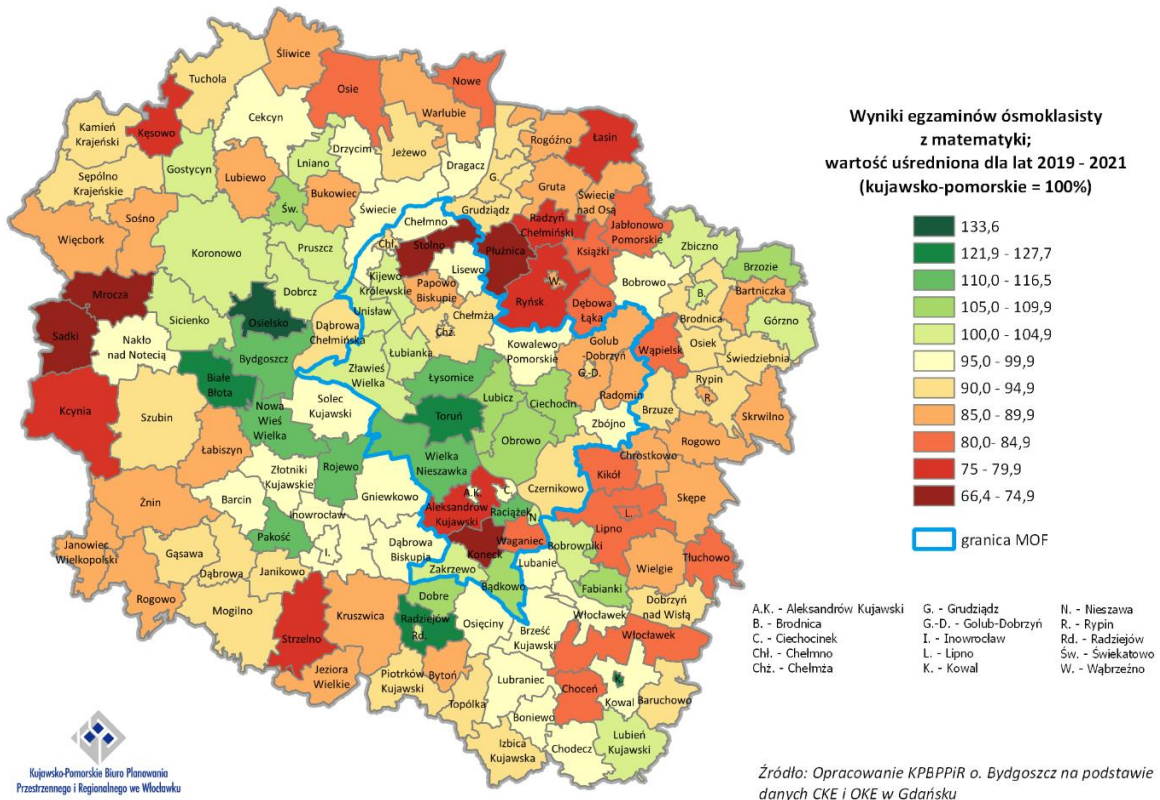 Wyniki egzaminów ósmoklasisty
z matematyki;
wartość uśredniona dla lat 2019 - 2021
(kujawsko-pomorskie = 100%)
133,6
121,9 - 127,7
110,0 - 116,5
105,0 - 109,9
100,0 - 104,9
95,0 - 99,9
90,0 - 94,9
85,0 - 89,9
80,0- 84,9
75 - 79,9
66,4 - 74,9
granica MOF
A.K. - Aleksandrów Kujawski
B. - Brodnica
C. - Ciechocinek
Chł. - Chełmno
Chż. - Chełmża
G. - Grudziądz
G.-D. - Golub-Dobrzyń
I. - Inowrocław
L. - Lipno
K. - Kowal
N. - Nieszawa
R. - Rypin
Rd. - Radziejów
Św. - Świekatowo
W. - Wąbrzeźno
Śliwice
Tuchola
Osie
Nowe
Cekcyn
Warlubie
Kamień
Krajeński
Kęsowo
Rogóźno
Łasin
Drzycim
Jeżewo
Dragacz
Gostycyn
Lniano
G.
Sępólno
Krajeńskie
Lubiewo
Gruta
Świecie
nad Osą
Bukowiec
Św.
Świecie
Grudziądz
Sośno
Radzyń
Chełmiński
Jabłonowo
Pomorskie
Więcbork
Chełmno
Pruszcz
Stolno
Płużnica
Książki
Zbiczno
Koronowo
Chł.
Lisewo
Brzozie
Kijewo
Królewskie
Papowo
Biskupie
W.
Bobrowo
Mrocza
Dobrcz
Unisław
Ryńsk
Dębowa
Łąka
B.
Bartniczka
Sicienko
Osielsko
Chełmża
Brodnica
Górzno
Sadki
Dąbrowa
Chełmińska
Chż.
Golub-
Dobrzyń
Osiek
Nakło
nad Notecią
Bydgoszcz
Łubianka
Kowalewo
Pomorskie
Wąpielsk
Świedziebnia
Białe
Błota
Zławieś
Wielka
Łysomice
G.-D.
Rypin
R.
Kcynia
Solec
Kujawski
Lubicz
Ciechocin
Radomin
Brzuze
Skrwilno
Szubin
Nowa
Wieś
Wielka
Toruń
Zbójno
Obrowo
Rogowo
Łabiszyn
Wielka
Nieszawka
Chrostkowo
Złotniki
Kujawskie
Rojewo
Czernikowo
Kikół
Żnin
Barcin
Gniewkowo
A.K.
C.
Skępe
Inowrocław
Aleksandrów
Kujawski
Raciążek
N.
L.
Pakość
I.
Waganiec
Lipno
Janowiec
Wielkopolski
Gąsawa
Dąbrowa
Biskupia
Koneck
Bobrowniki
Tłuchowo
Dąbrowa
Janikowo
Zakrzewo
Lubanie
Wielgie
Rogowo
Bądkowo
Fabianki
Mogilno
Dobre
Dobrzyń
nad Wisłą
Strzelno
Kruszwica
Radziejów
Rd.
Osięciny
Włocławek
Brześć
Kujawski
Włocławek
Jeziora
Wielkie
Piotrków
Kujawski
Bytoń
Lubraniec
Choceń
K.
Kowal
Baruchowo
Topólka
Boniewo
Izbica
Kujawska
Chodecz
Lubień
Kujawski
Kujawsko-Pomorskie Biuro Planowania
Przestrzennego i Regionalnego we Włocławku
Źródło: Opracowanie KPBPPiR o. Bydgoszcz na podstawie
danych CKE i OKE w Gdańsku